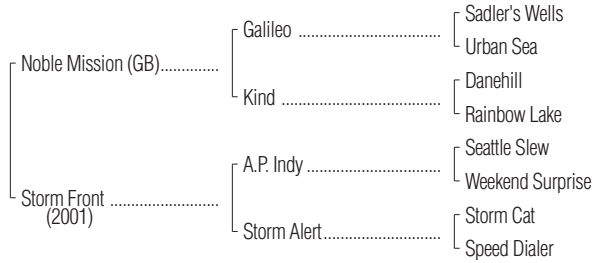 Sadler's Wells
Galileo ........................................
Urban Sea
Noble Mission (GB)..............
Danehill
Kind ............................................
Rainbow Lake
Seattle Slew
A.P. Indy .....................................
Weekend Surprise
Storm Front ..........................
(2001)
Storm Cat
Storm Alert.................................
Speed Dialer